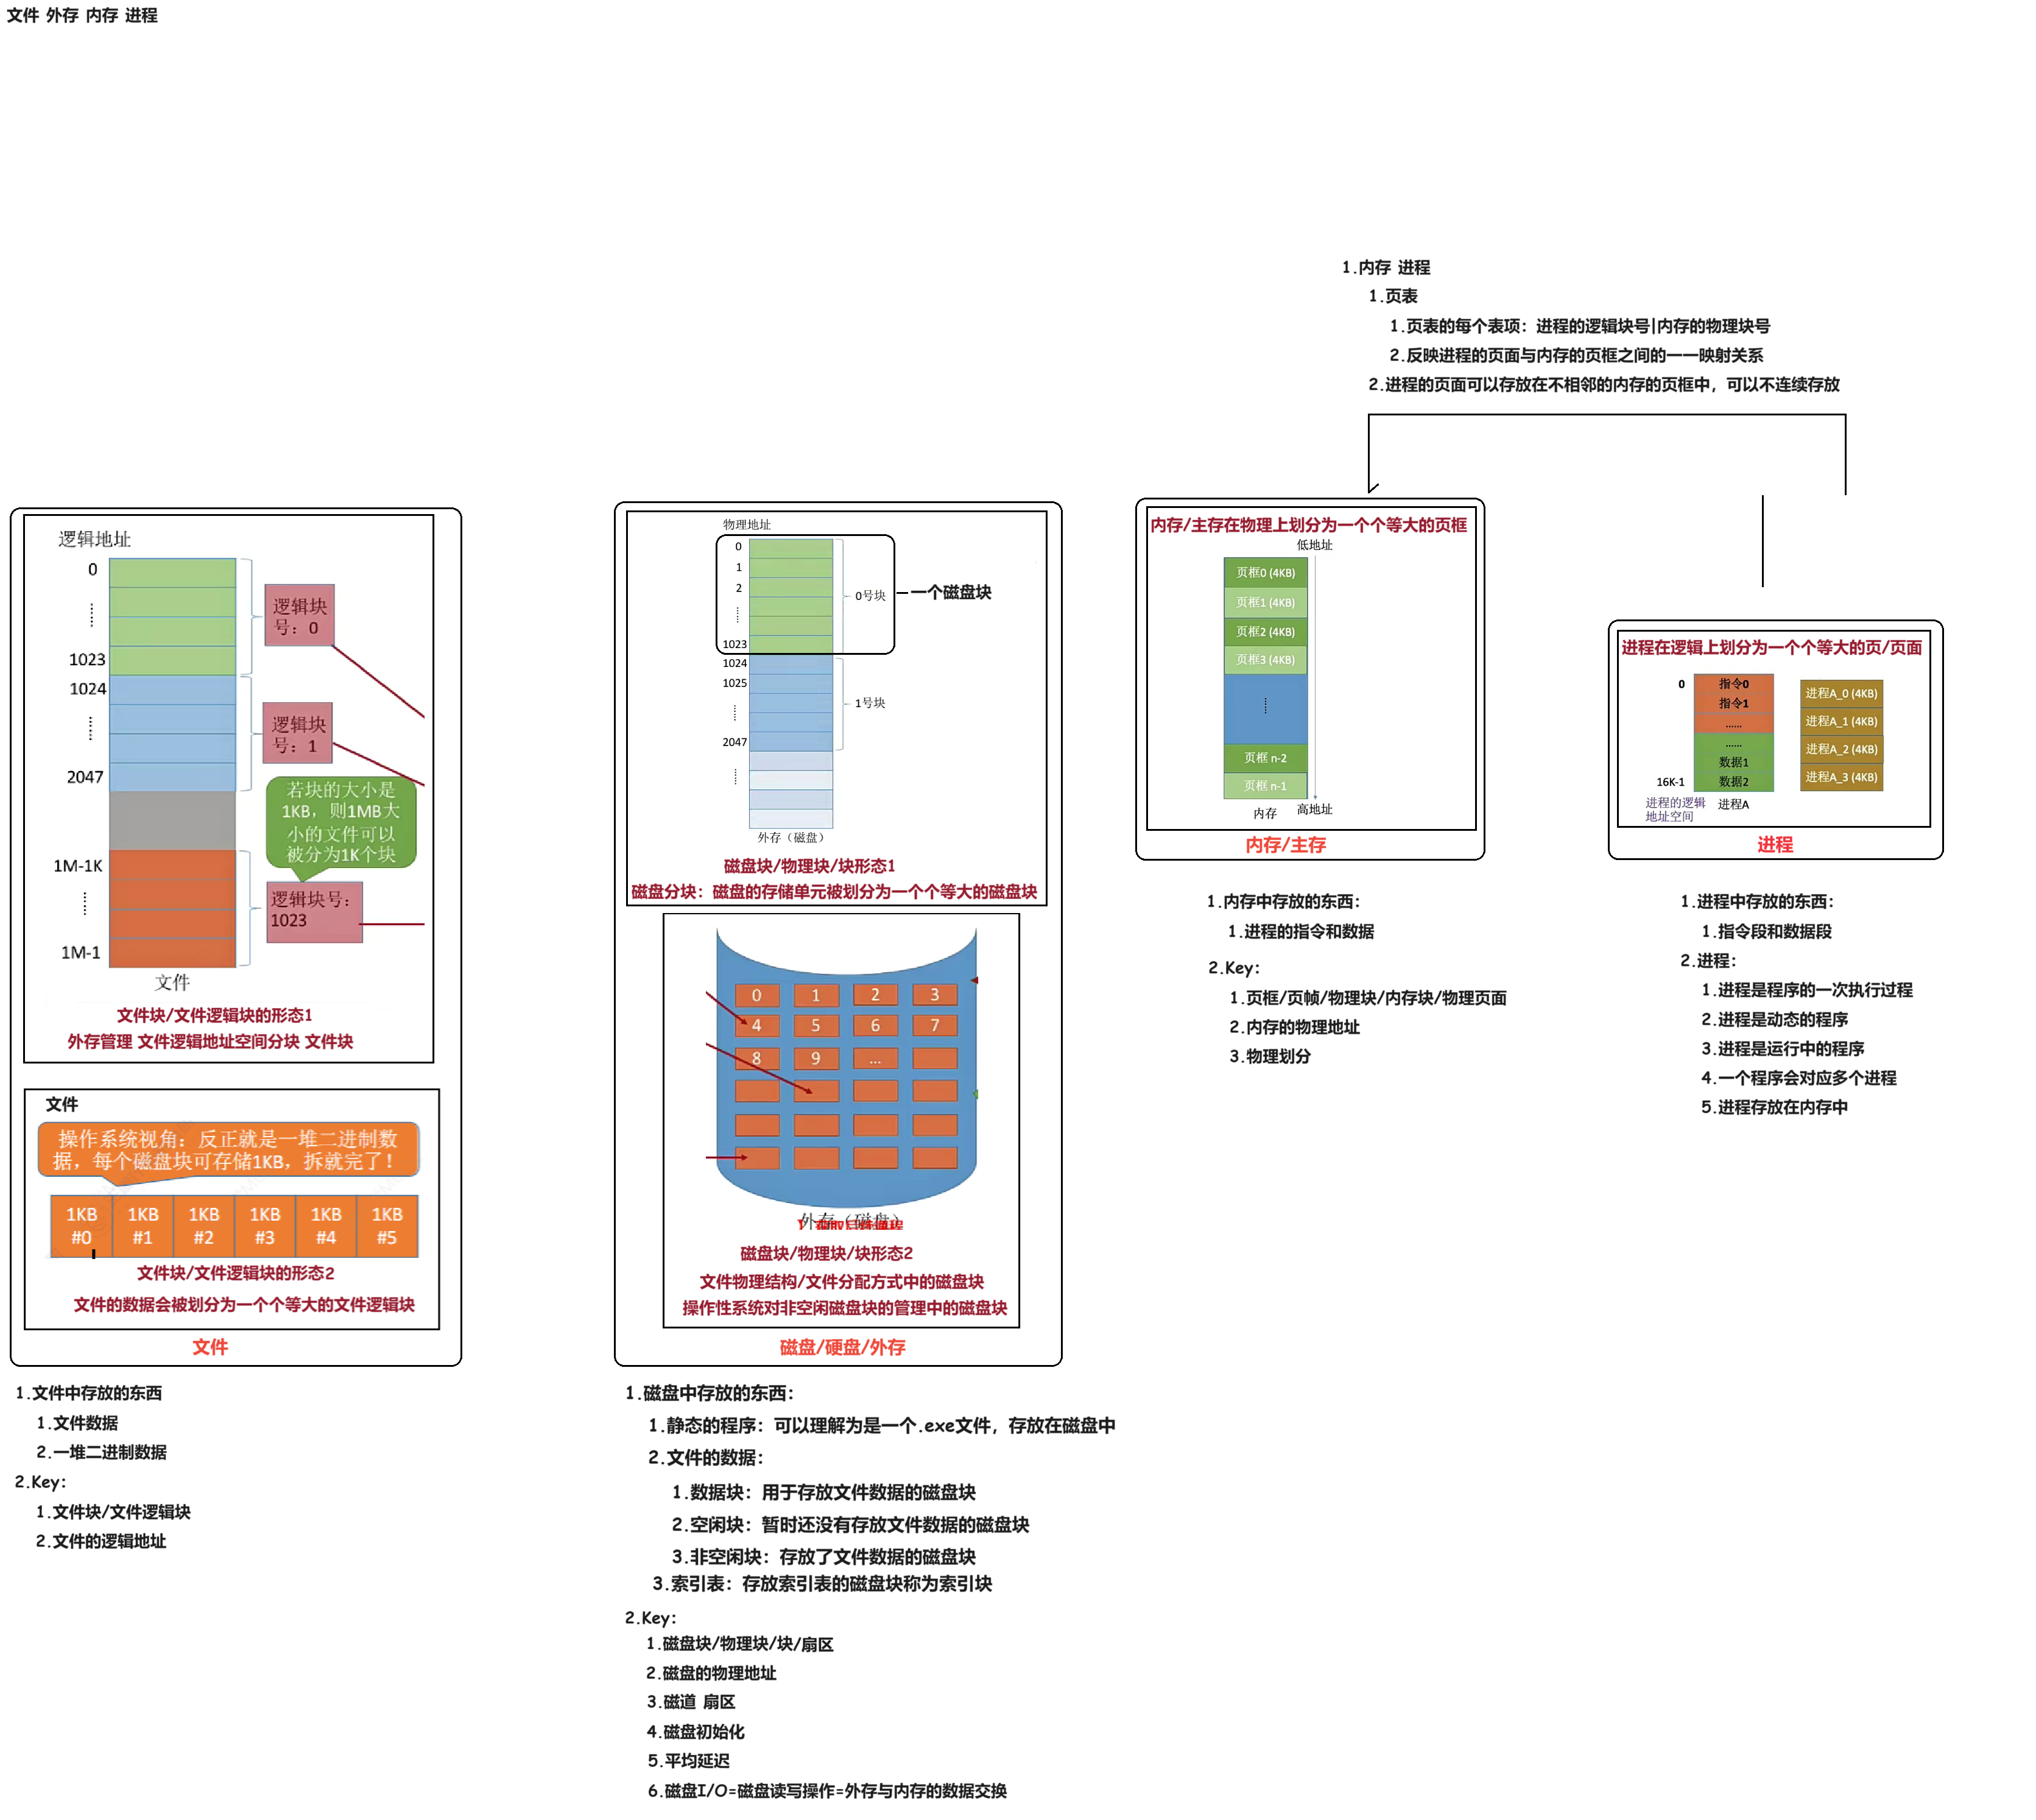 文件 外存 内存 进程
1.内存 进程
1.页表
1.页表的每个表项：进程的逻辑块号|内存的物理块号
2.反映进程的页面与内存的页框之间的一一映射关系
2.进程的页面可以存放在不相邻的内存的页框中，可以不连续存放
逻辑地址
0
......
1023
1024
......
2047
1M-1K
......
1M-1
逻辑块
号：0
逻辑块
号：1
若块的大小是
1KB，则1MB大
小的文件可以
被分为1K个块
逻辑块号：
1023
文件
文件块/文件逻辑块的形态1
外存管理 文件逻辑地址空间分块 文件块
文件
操作系统视角：反正就是一堆二进制数
据，每个磁盘块可存储1KB，拆就完了！
1KB 1KB 1KB 1KB 1KB 1KB
#0 #1 #2 #3 #4 #5
文件块/文件逻辑块的形态2
文件的数据会被划分为一个个等大的文件逻辑块
文件
1.文件中存放的东西
1.文件数据
2.一堆二进制数据
2.Key：
1.文件块/文件逻辑块
2.文件的逻辑地址
物理地址
0
1
2
......
1023
1024
1025
......
2047
......
0号块
一个磁盘块
1号块
外存（磁盘）
磁盘块/物理块/块形态1
磁盘分块：磁盘的存储单元被划分为一个个等大的磁盘块
0 1 2 3
4 5 6 7
8 9 ...
外存（磁盘）
磁盘块/物理块/块形态2
文件物理结构/文件分配方式中的磁盘块
操作性系统对非空闲磁盘块的管理中的磁盘块
磁盘/硬盘/外存
1.磁盘中存放的东西：
1.静态的程序：可以理解为是一个.exe文件，存放在磁盘中
2.文件的数据：
1.数据块：用于存放文件数据的磁盘块
2.空闲块：暂时还没有存放文件数据的磁盘块
3.非空闲块：存放了文件数据的磁盘块
3.索引表：存放索引表的磁盘块称为索引块
2.Key：
1.磁盘块/物理块/块/扇区
2.磁盘的物理地址
3.磁道 扇区
4.磁盘初始化
5.平均延迟
6.磁盘I/O=磁盘读写操作=外存与内存的数据交换
内存/主存在物理上划分为一个个等大的页框
低地址
页框0 (4KB)
页框1 (4KB)
页框2 (4KB)
页框3 (4KB)
......
页框 n-2
页框 n-1
内存 高地址
内存/主存
1.内存中存放的东西：
1.进程的指令和数据
2.Key：
1.页框/页帧/物理块/内存块/物理页面
2.内存的物理地址
3.物理划分
进程在逻辑上划分为一个个等大的页/页面
0
指令0
指令1
......
......
数据1
数据2
16K-1
进程的逻辑
地址空间
进程A
进程A_0 (4KB)
进程A_1 (4KB)
进程A_2 (4KB)
进程A_3 (4KB)
进程
1.进程中存放的东西：
1.指令段和数据段
2.进程：
1.进程是程序的一次执行过程
2.进程是动态的程序
3.进程是运行中的程序
4.一个程序会对应多个进程
5.进程存放在内存中